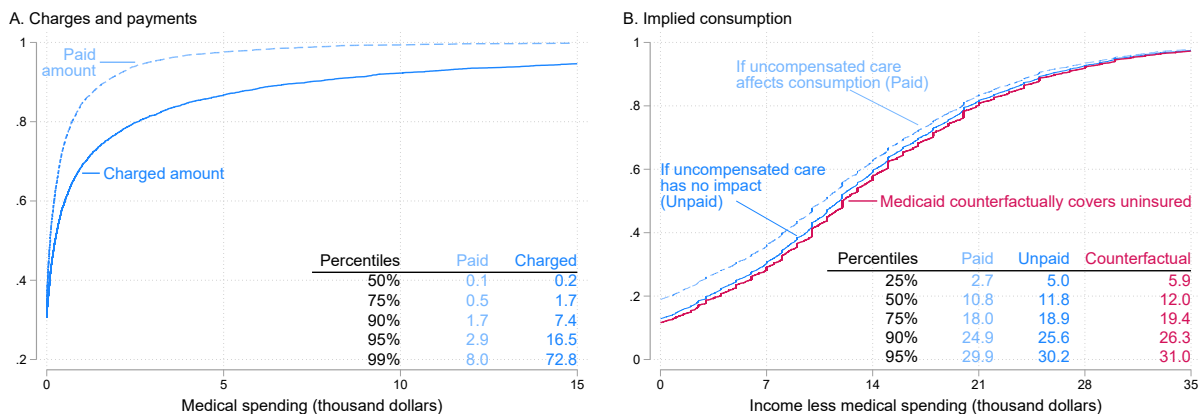 A. Charges and payments
1
.8
.6
.4
.2
Paid
amount
Charged amount
Percentiles Paid Charged
50% 0.1 0.2
75% 0.5 1.7
90% 1.7 7.4
95% 2.9 16.5
99% 8.0 72.8
0 5 10 15
Medical spending (thousand dollars)
B. Implied consumption
1
.8
.6
.4
.2
0
If uncompensated care
affects consumption (Paid)
If uncompensated care
has no impact
(Unpaid)
Medicaid counterfactually covers uninsured
Percentiles Paid Unpaid Counterfactual
25% 2.7 5.0 5.9
50% 10.8 11.8 12.0
75% 18.0 18.9 19.4
90% 24.9 25.6 26.3
95% 29.9 30.2 31.0
0 7 14 21 28 35
Income less medical spending (thousand dollars)